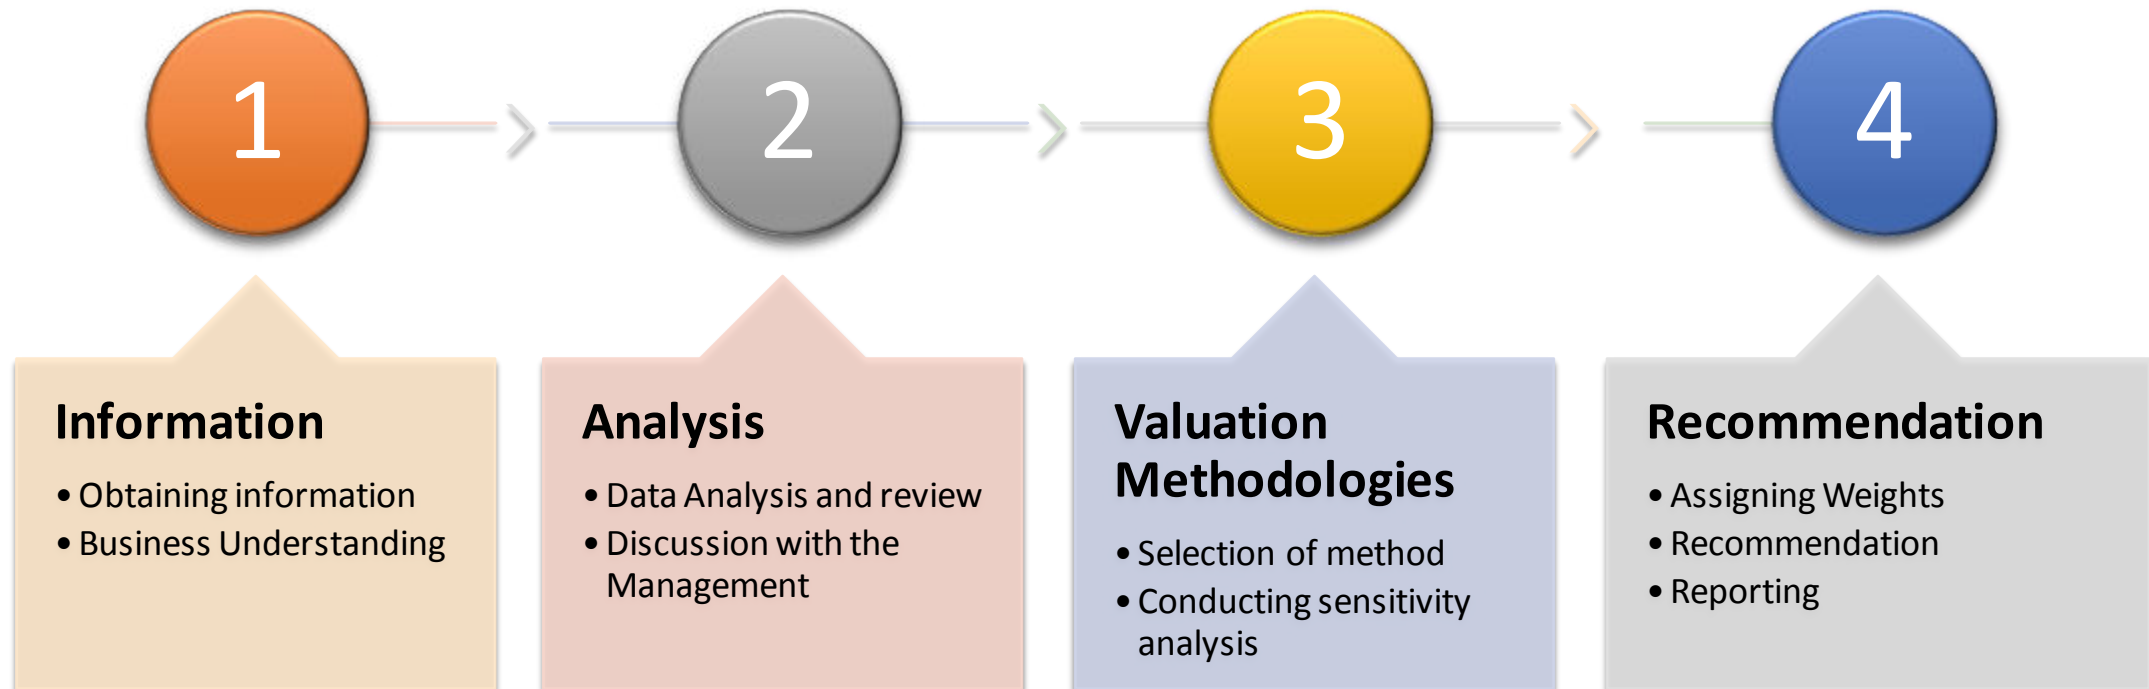 1
2
3
4
Information
• Obtaining information
• Business Understanding
Analysis
• Data Analysis and review
• Discussion with the
Management
Valuation
Methodologies
• Selection of method
• Conducting sensitivity
analysis
Recommendation
• Assigning Weights
• Recommendation
• Reporting